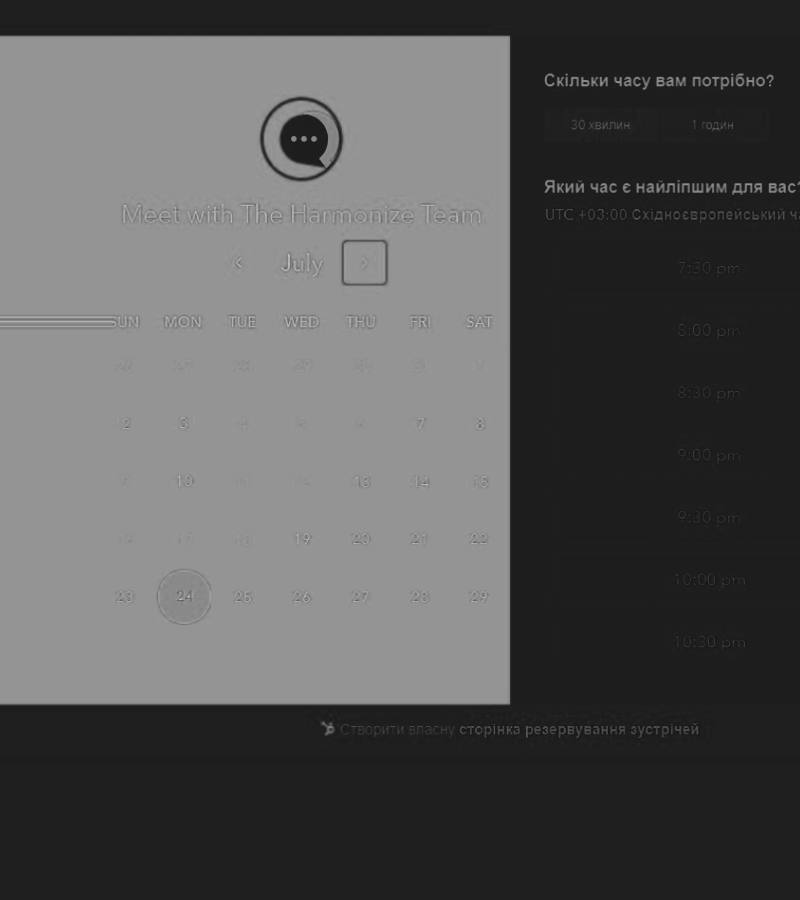 Meet with The Harmonize Team
July
SUN MON TUE WED THU FRI SAT
26 27 28 29 30 1
2 3 4 5 6 7 8
9 10 11 12 13 14 15
16 17 18 19 20 21 22
23 24 25 26 27 28 29
Скільки часу вам потрібно?
30 хвилин 1 годин
Який час є найліпшим для вас?
UTC +03:00 Східноєвропейський
7:30 pm
8:00 pm
8:30 pm
9:00 pm
9:30 pm
10:00 pm
10:30 pm
Створити власну сторінка резервування зустрічей